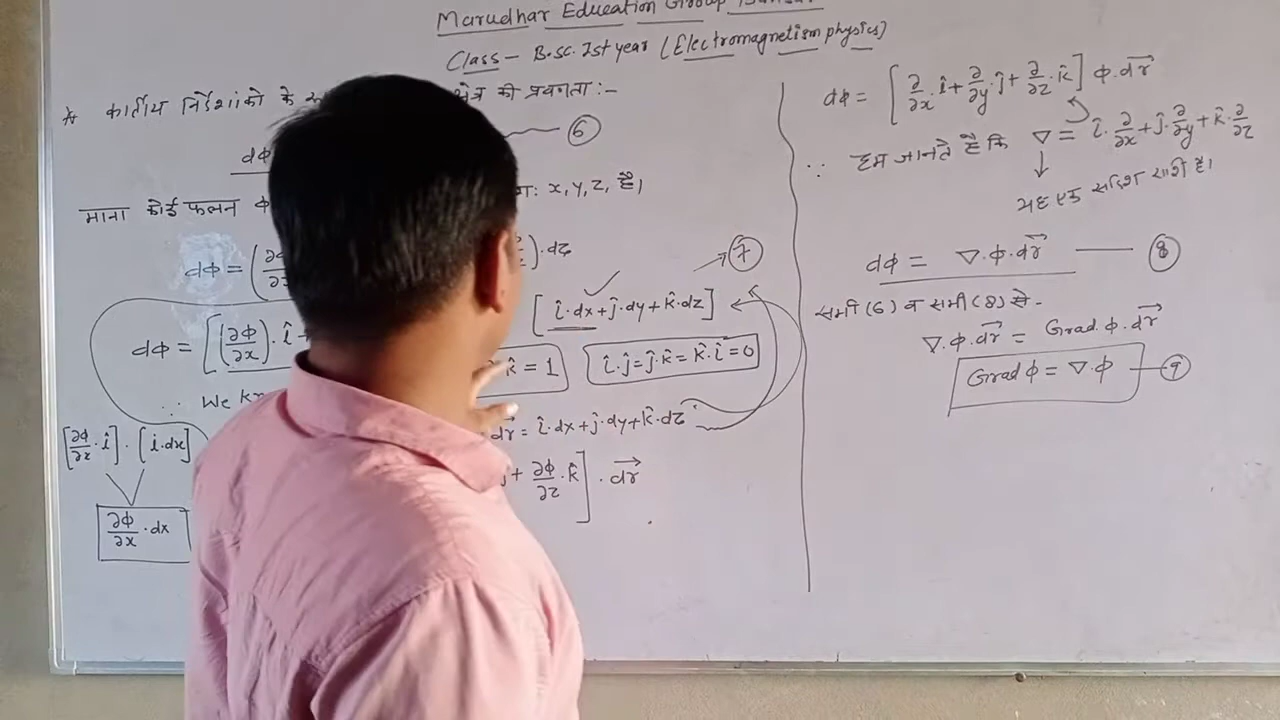 Marudhar Education Group
Class – B.Sc. Ist year (Electromagnetism physics)
* कार्तीय निर्देशांको के क्षेत्र की प्रवणता :–
dϕ ——— (6)
माना कोई फलन x, y, z, है।
dϕ = ( ) . dz → (7)
dϕ = [(∂ϕ/∂x) . î + [î . dx + ĵ . dy + k̂ . dz]
k̂ = 1 î . ĵ = ĵ . k̂ = k̂ . î = 0
∵ We
dr⃗ = î . dx + ĵ . dy + k̂ . dz
[∂ϕ/∂x . î] . [î . dx]
+ ∂ϕ/∂z . k̂] . dr⃗
∂ϕ/∂x . dx
dϕ = [∂/∂x . î + ∂/∂y . ĵ + ∂/∂z . k̂] ϕ . dr⃗
∵ हम जानते है कि ∇ = î . ∂/∂x + ĵ . ∂/∂y + k̂ . ∂/∂z
↓
यह एक सदिश राशी है।
dϕ = ∇ . ϕ . dr⃗ ——— (8)
समी (6) व समी (8) से –
∇ . ϕ . dr⃗ = Grad . ϕ . dr⃗
Grad ϕ = ∇ . ϕ — (9)